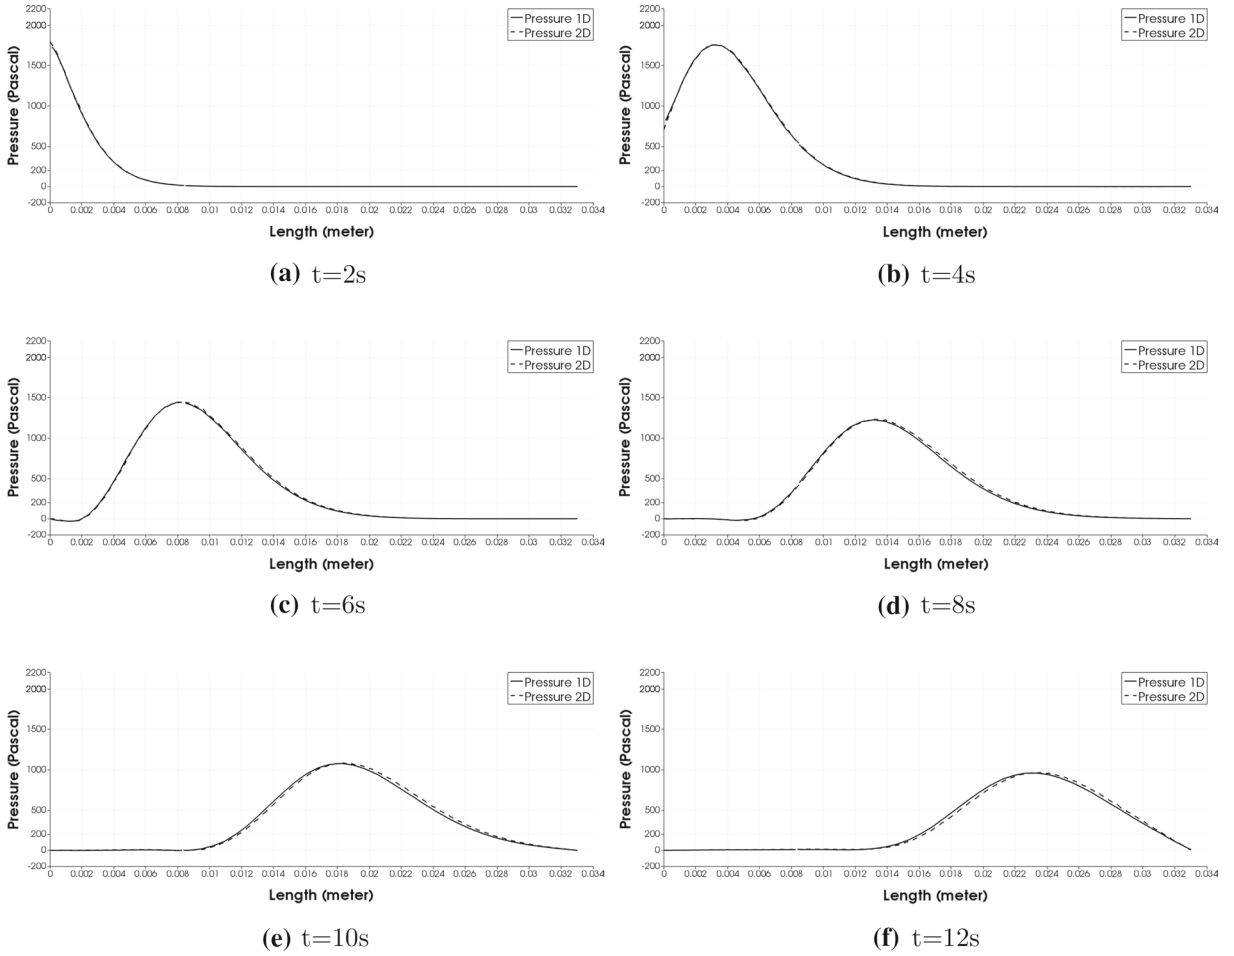 2200
2000
1500
1000
500
200
0
-200
Pressure (Pascal)
Pressure 1D
Pressure 2D
0 0.002 0.004 0.006 0.008 0.01 0.012 0.014 0.016 0.018 0.02 0.022 0.024 0.026 0.028 0.03 0.032 0.034
Length (meter)
(a) t=2s
2200
2000
1500
1000
500
200
0
-200
Pressure (Pascal)
Pressure 1D
Pressure 2D
0 0.002 0.004 0.006 0.008 0.01 0.012 0.014 0.016 0.018 0.02 0.022 0.024 0.026 0.028 0.03 0.032 0.034
Length (meter)
(b) t=4s
2200
2000
1500
1000
500
200
0
-200
Pressure (Pascal)
Pressure 1D
Pressure 2D
0 0.002 0.004 0.006 0.008 0.01 0.012 0.014 0.016 0.018 0.02 0.022 0.024 0.026 0.028 0.03 0.032 0.034
Length (meter)
(c) t=6s
2200
2000
1500
1000
500
200
0
-200
Pressure (Pascal)
Pressure 1D
Pressure 2D
0 0.002 0.004 0.006 0.008 0.01 0.012 0.014 0.016 0.018 0.02 0.022 0.024 0.026 0.028 0.03 0.032 0.034
Length (meter)
(d) t=8s
2200
2000
1500
1000
500
200
0
-200
Pressure (Pascal)
Pressure 1D
Pressure 2D
0 0.002 0.004 0.006 0.008 0.01 0.012 0.014 0.016 0.018 0.02 0.022 0.024 0.026 0.028 0.03 0.032 0.034
Length (meter)
(e) t=10s
2200
2000
1500
1000
500
200
0
-200
Pressure (Pascal)
Pressure 1D
Pressure 2D
0 0.002 0.004 0.006 0.008 0.01 0.012 0.014 0.016 0.018 0.02 0.022 0.024 0.026 0.028 0.03 0.032 0.034
Length (meter)
(f) t=12s